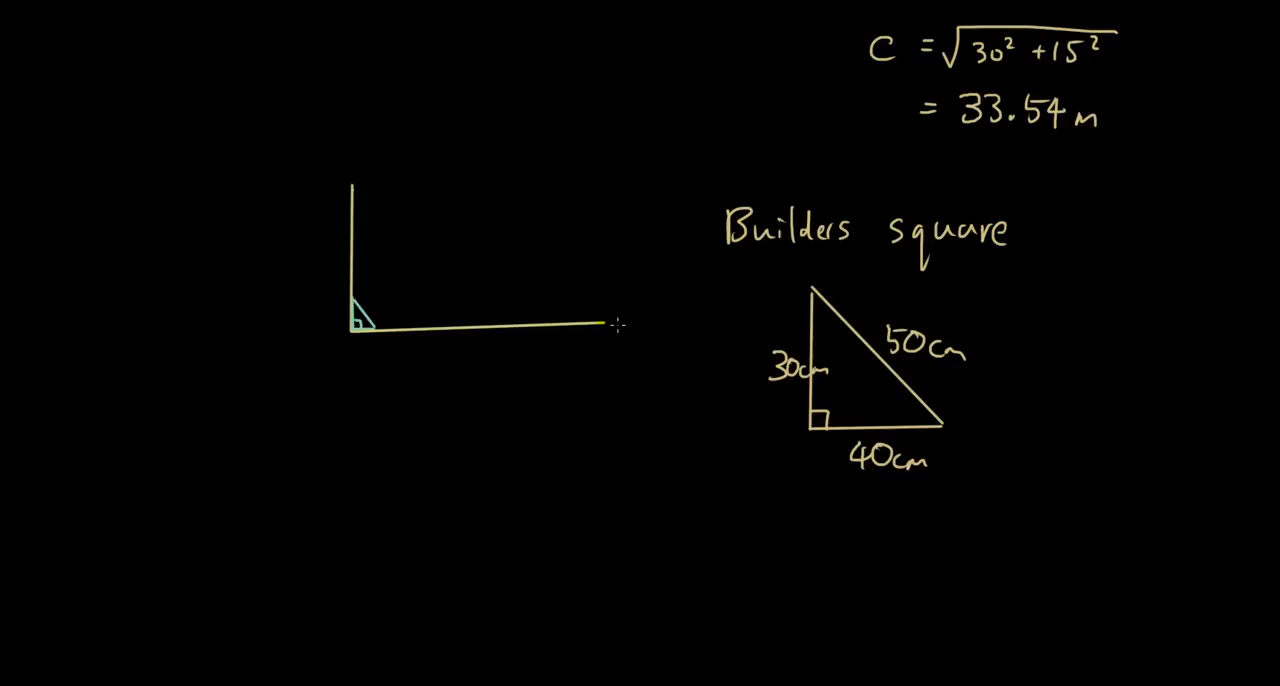 C = √30² + 15²
= 33.54 m
Builders square
50cm
30cm
40cm